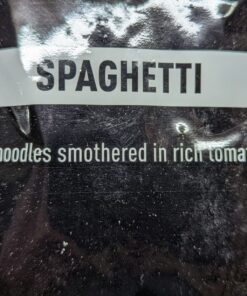 SPAGHETTI
noodles smothered in rich tomat